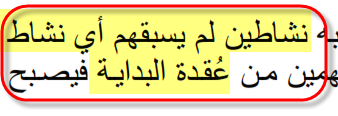 به نشاطين لم يسبقهم أي نشاط
همين من عُقدة البداية فيصبح